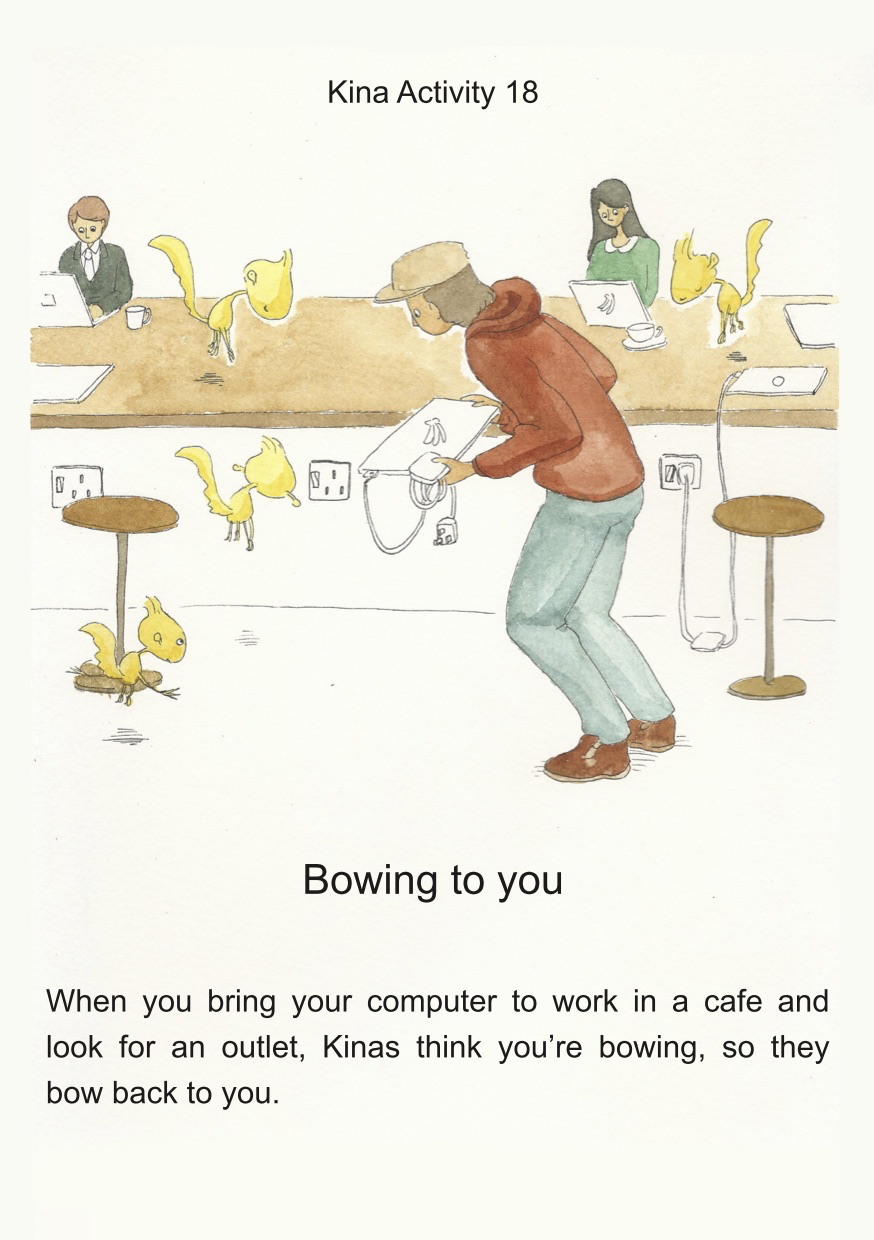 Kina Activity 18
Bowing to you
When you bring your computer to work in a cafe and
look for an outlet, Kinas think you’re bowing, so they
bow back to you.